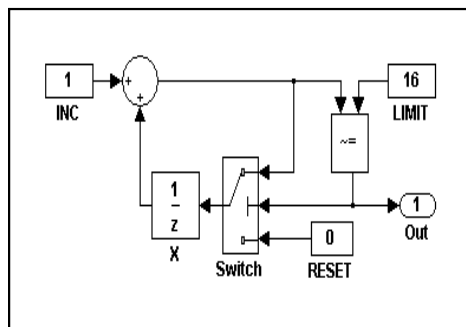 1
INC
+
+
16
LIMIT
~=
1
z
X
Switch
0
RESET
1
Out